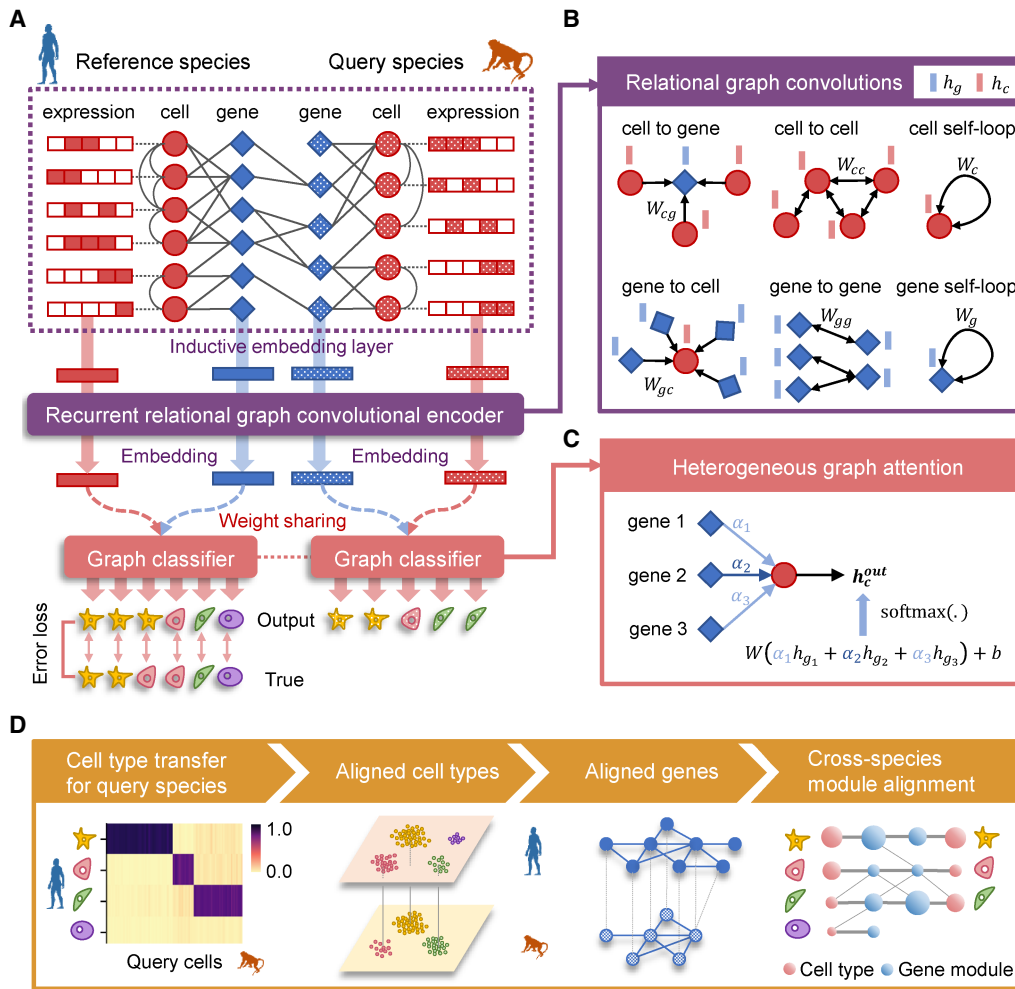 A
Reference species
Query species
expression
cell
gene
gene
cell
expression
Inductive embedding layer
Recurrent relational graph convolutional encoder
Embedding
Embedding
Weight sharing
Graph classifier
Graph classifier
Error loss
Output
True
B
Relational graph convolutions
h_g
h_c
cell to gene
cell to cell
cell self-loop
W_cg
W_cc
W_c
gene to cell
gene to gene
gene self-loop
W_gc
W_gg
W_g
C
Heterogeneous graph attention
gene 1
gene 2
gene 3
α_1
α_2
α_3
h_c^out
softmax(.)
W(α_1h_g_1 + α_2h_g_2 + α_3h_g_3) + b
D
Cell type transfer
for query species
Aligned cell types
Aligned genes
Cross-species
module alignment
1.0
0.0
Query cells
Cell type
Gene module